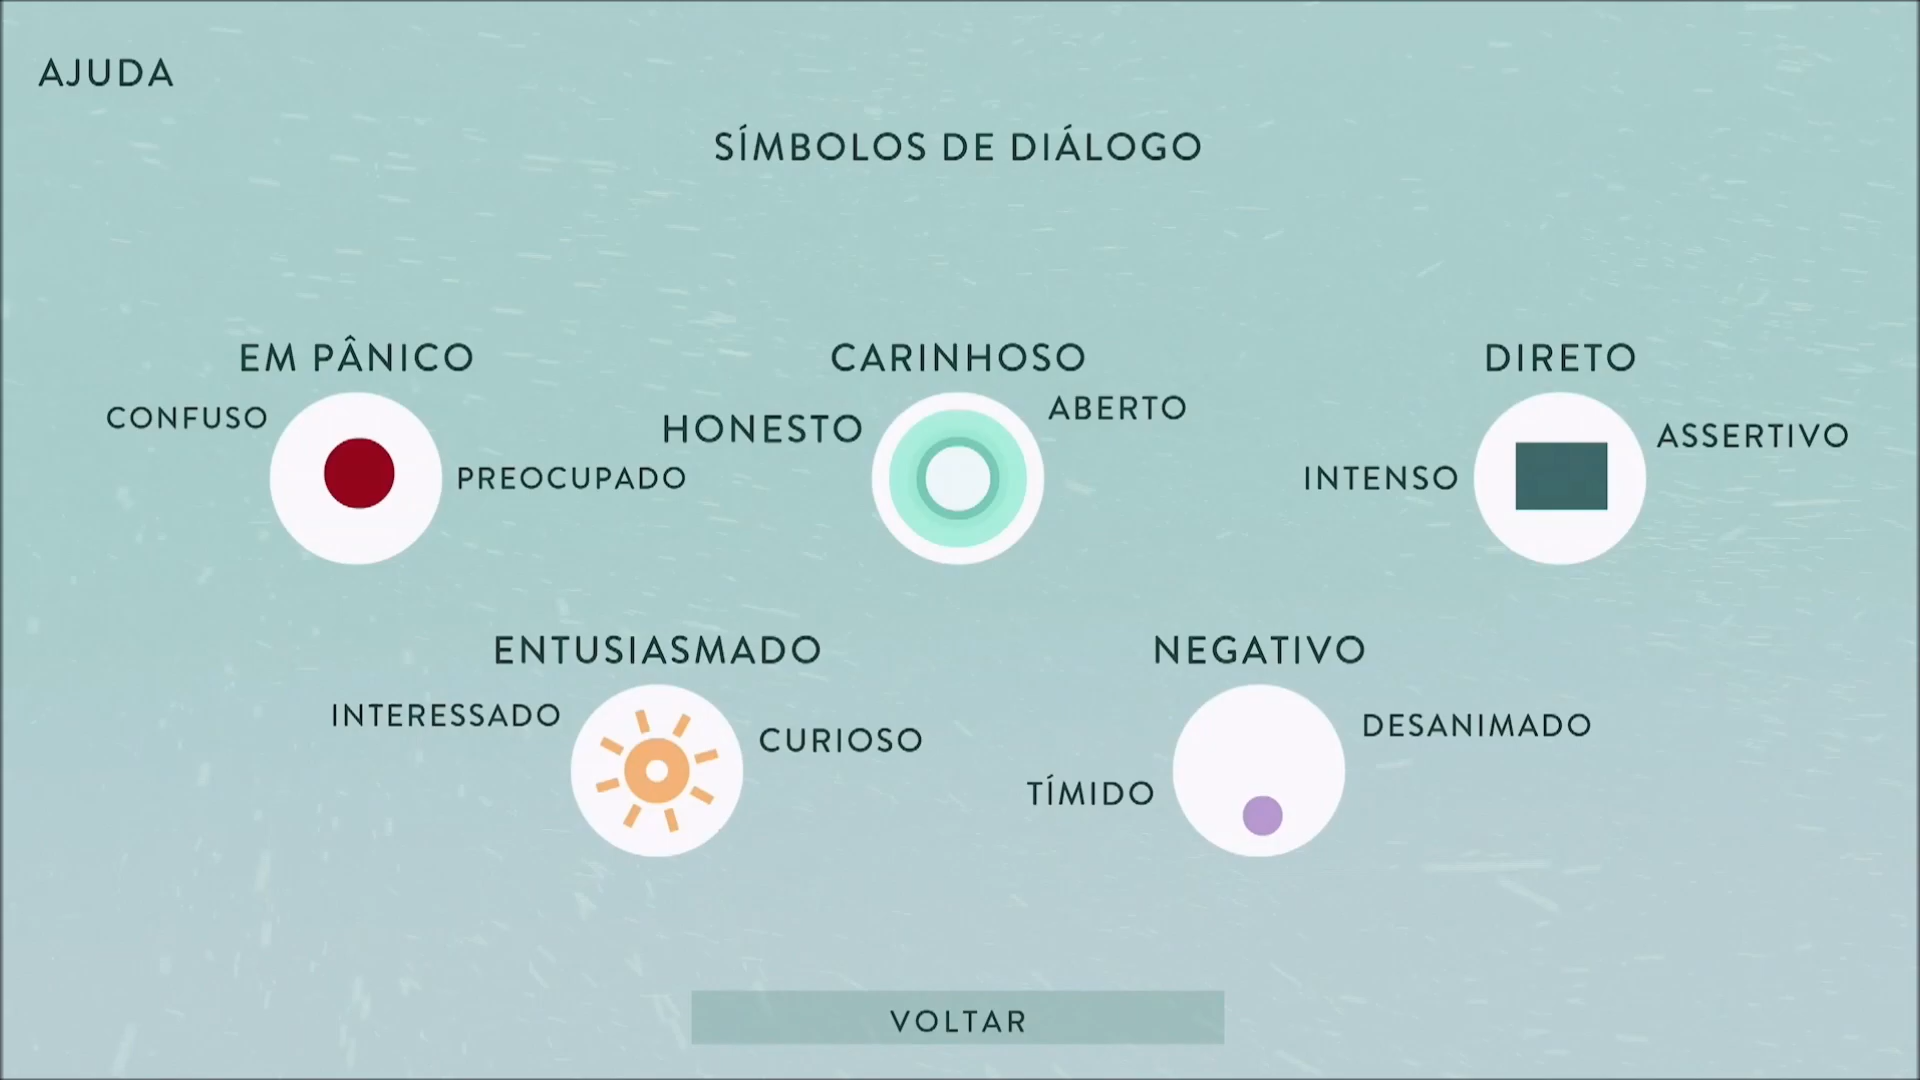 AJUDA
SÍMBOLOS DE DIÁLOGO
EM PÂNICO
CONFUSO
PREOCUPADO
CARINHOSO
HONESTO
ABERTO
DIRETO
INTENSO
ASSERTIVO
ENTUSIASMADO
INTERESSADO
CURIOSO
NEGATIVO
TÍMIDO
DESANIMADO
VOLTAR